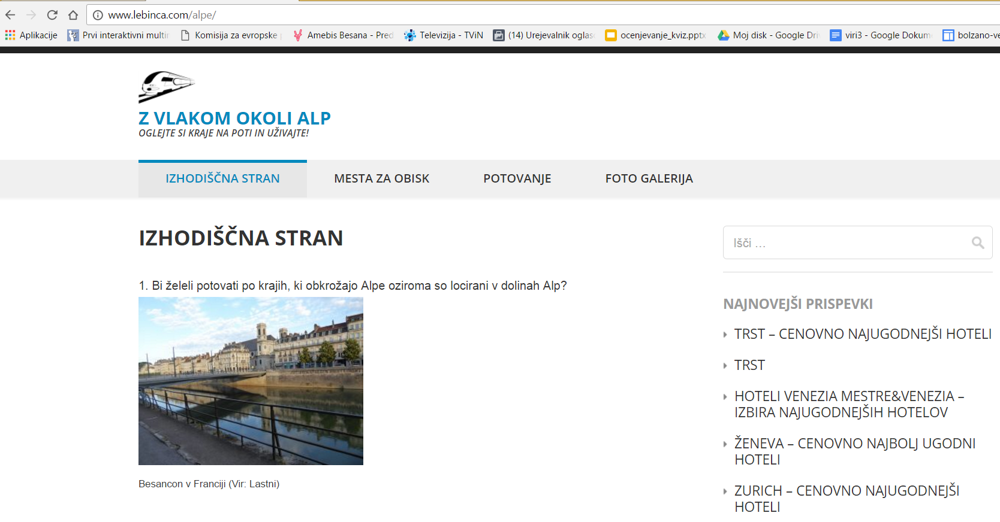 www.lebinca.com/alpe/
Aplikacije Prvi interaktivni multir Komisija za evropske Amebis Besana - Pred Televizija - TViN (14) Urejevalnik oglas ocenjevanje_kviz.pptx Moj disk - Google Driv viri3 - Google Dokum bolzano-ve
Z VLAKOM OKOLI ALP
OGLEJTE SI KRAJE NA POTI IN UŽIVAJTE!
IZHODIŠČNA STRAN MESTA ZA OBISK POTOVANJE FOTO GALERIJA
IZHODIŠČNA STRAN
Išči …
1. Bi želeli potovati po krajih, ki obkrožajo Alpe oziroma so locirani v dolinah Alp?
Besancon v Franciji (Vir: Lastni)
NAJNOVEJŠI PRISPEVKI
TRST – CENOVNO NAJUGODNEJŠI HOTELI
TRST
HOTELI VENEZIA MESTRE&VENEZIA –
IZBIRA NAJUGODNEJŠIH HOTELOV
ŽENEVA – CENOVNO NAJBOLJ UGODNI
HOTELI
ZURICH – CENOVNO NAJUGODNEJŠI
HOTELI